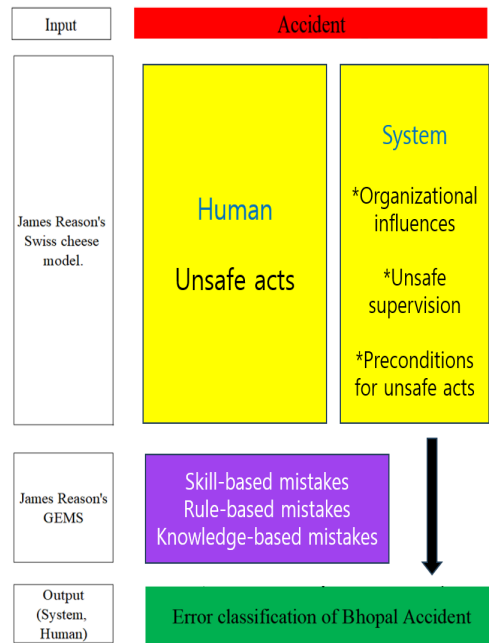 Input
Accident
James Reason's
Swiss cheese
model.
Human
Unsafe acts
System
*Organizational
influences
*Unsafe
supervision
*Preconditions
for unsafe acts
James Reason's
GEMS
Skill-based mistakes
Rule-based mistakes
Knowledge-based mistakes
Output
(System,
Human)
Error classification of Bhopal Accident